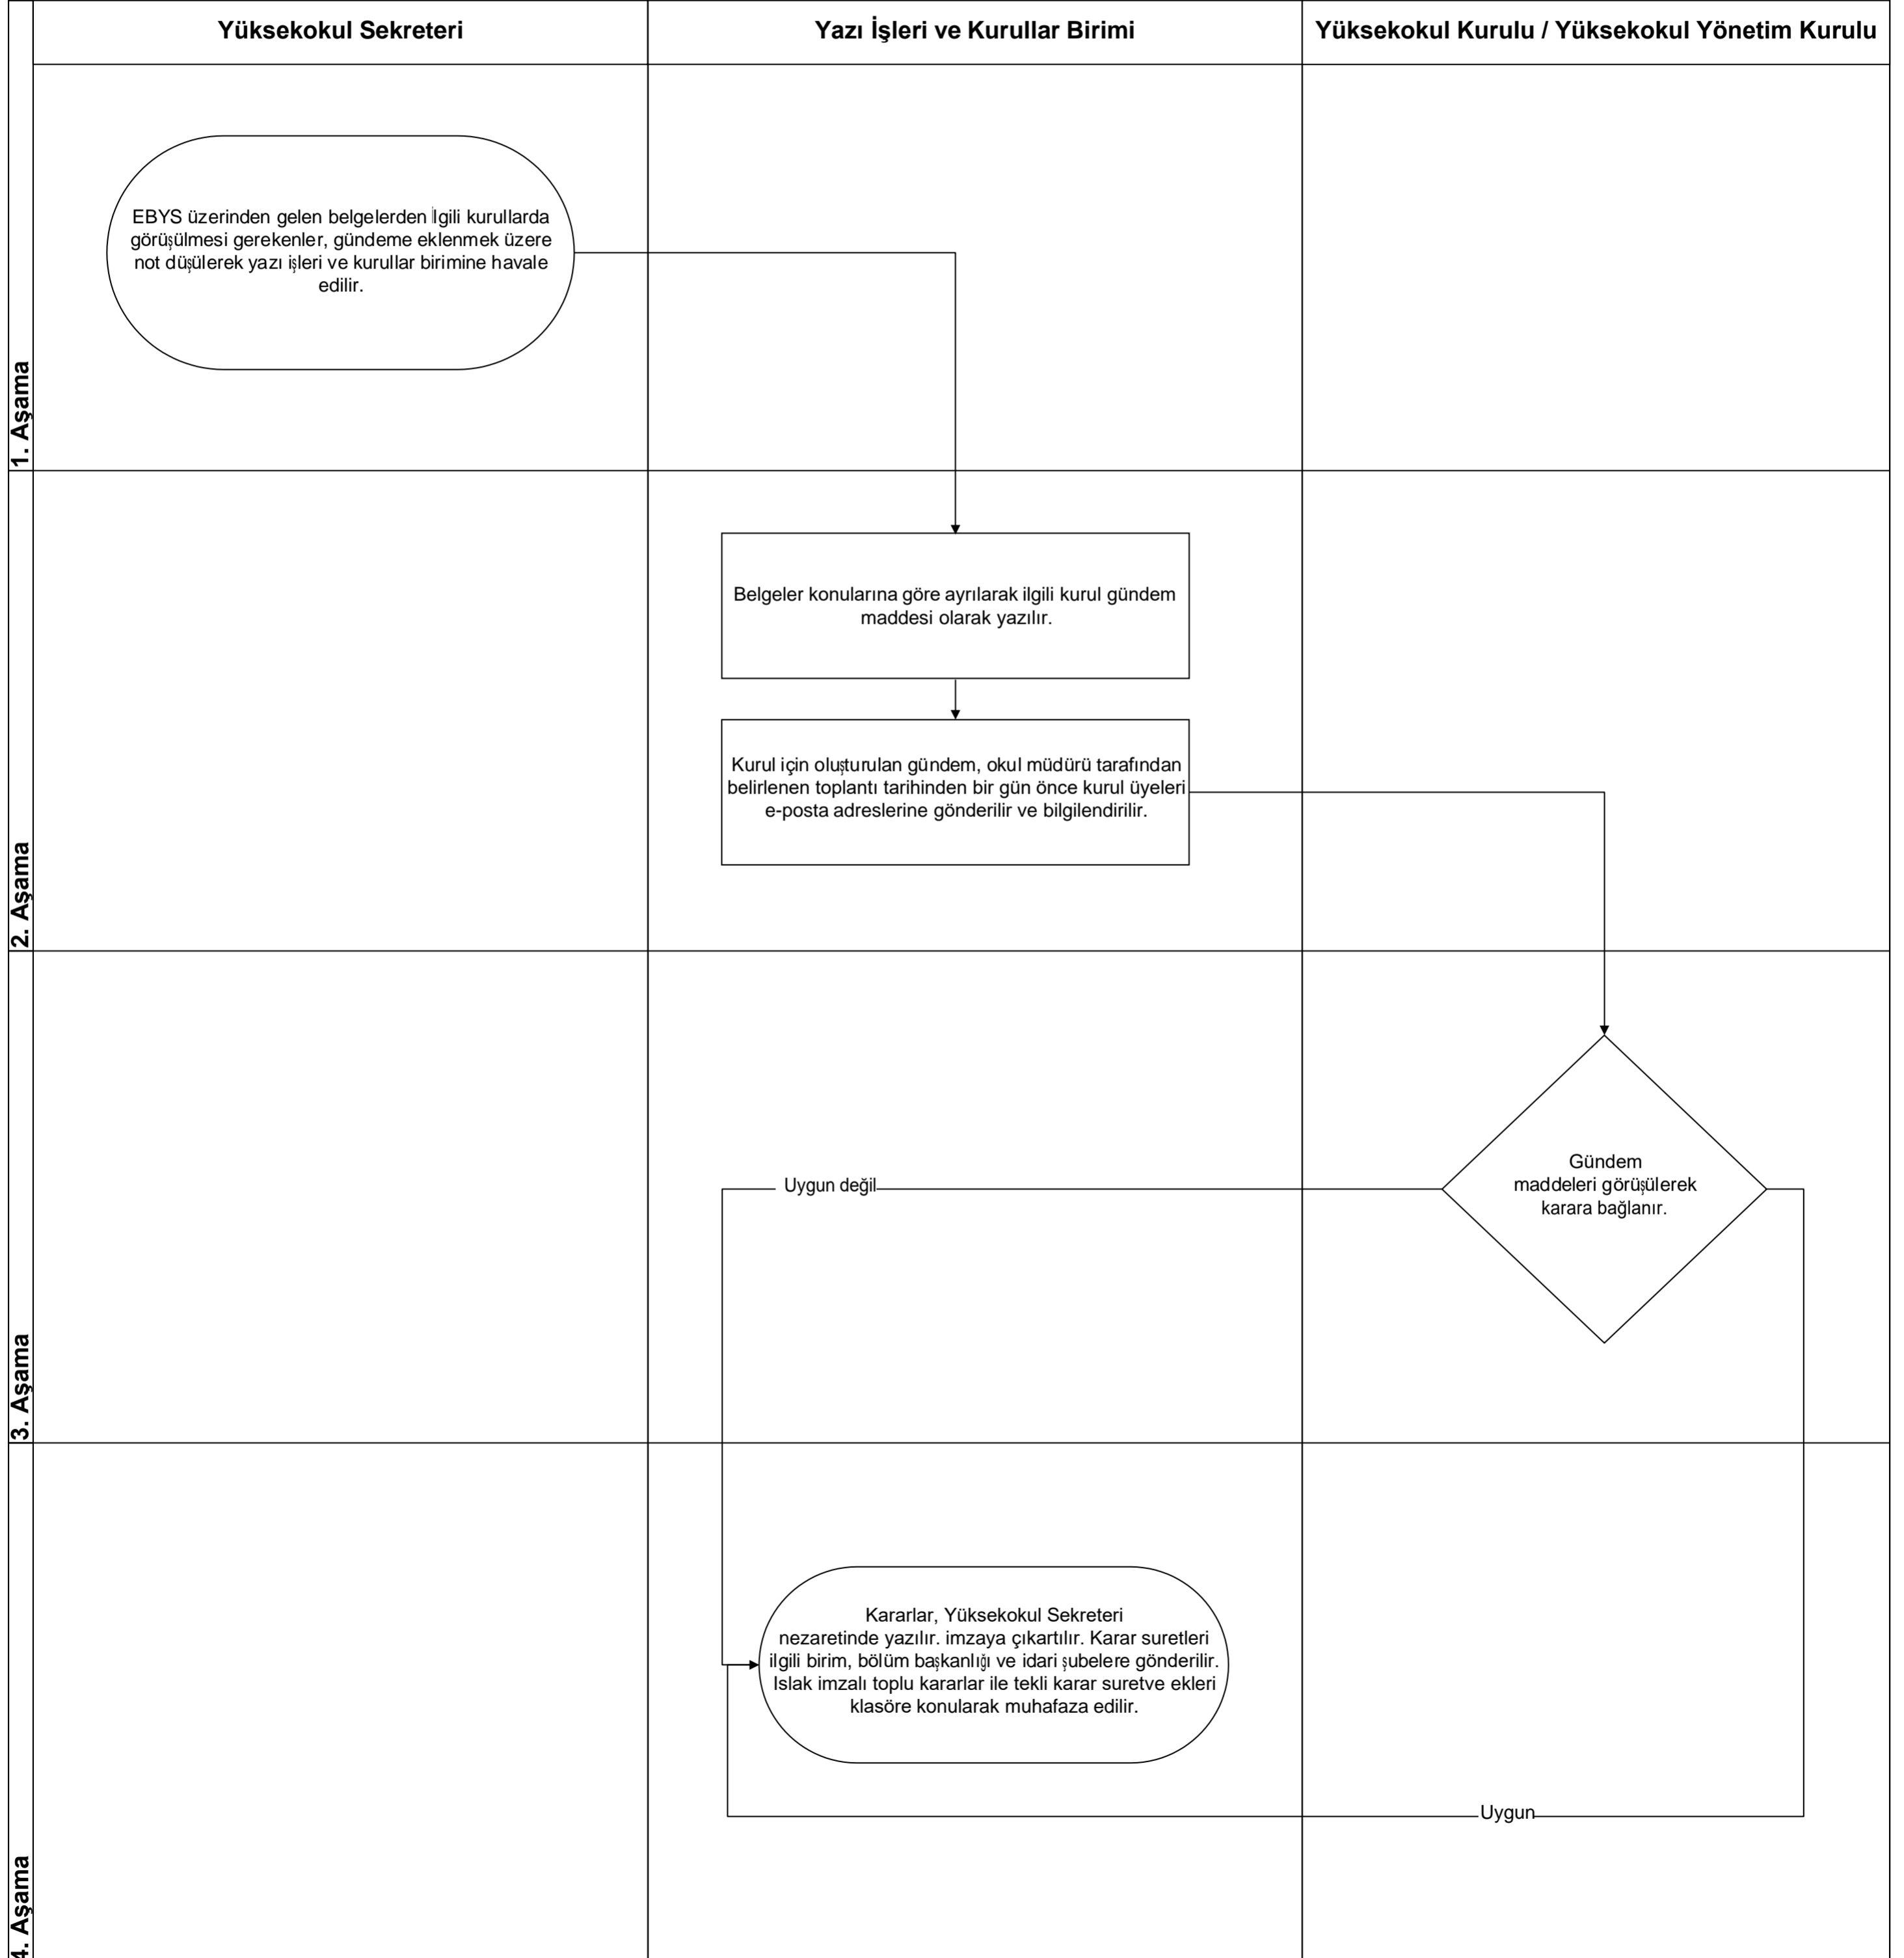 Yüksekokul Sekreteri
Yazı İşleri ve Kurullar Birimi
Yüksekokul Kurulu / Yüksekokul Yönetim Kurulu
1. Aşama
EBYS üzerinden gelen belgelerden İlgili kurullarda
görüşülmesi gerekenler, gündeme eklenmek üzere
not düşülerek yazı işleri ve kurullar birimine havale
edilir.
2. Aşama
Belgeler konularına göre ayrılarak ilgili kurul gündem
maddesi olarak yazılır.
Kurul için oluşturulan gündem, okul müdürü tarafından
belirlenen toplantı tarihinden bir gün önce kurul üyeleri
e-posta adreslerine gönderilir ve bilgilendirilir.
3. Aşama
Gündem
maddeleri görüşülerek
karara bağlanır.
Uygun değil
4. Aşama
Kararlar, Yüksekokul Sekreteri
nezaretinde yazılır. imzaya çıkartılır. Karar suretleri
ilgili birim, bölüm başkanlığı ve idari şubelere gönderilir.
Islak imzalı toplu kararlar ile tekli karar suretve ekleri
klasöre konularak muhafaza edilir.
Uygun